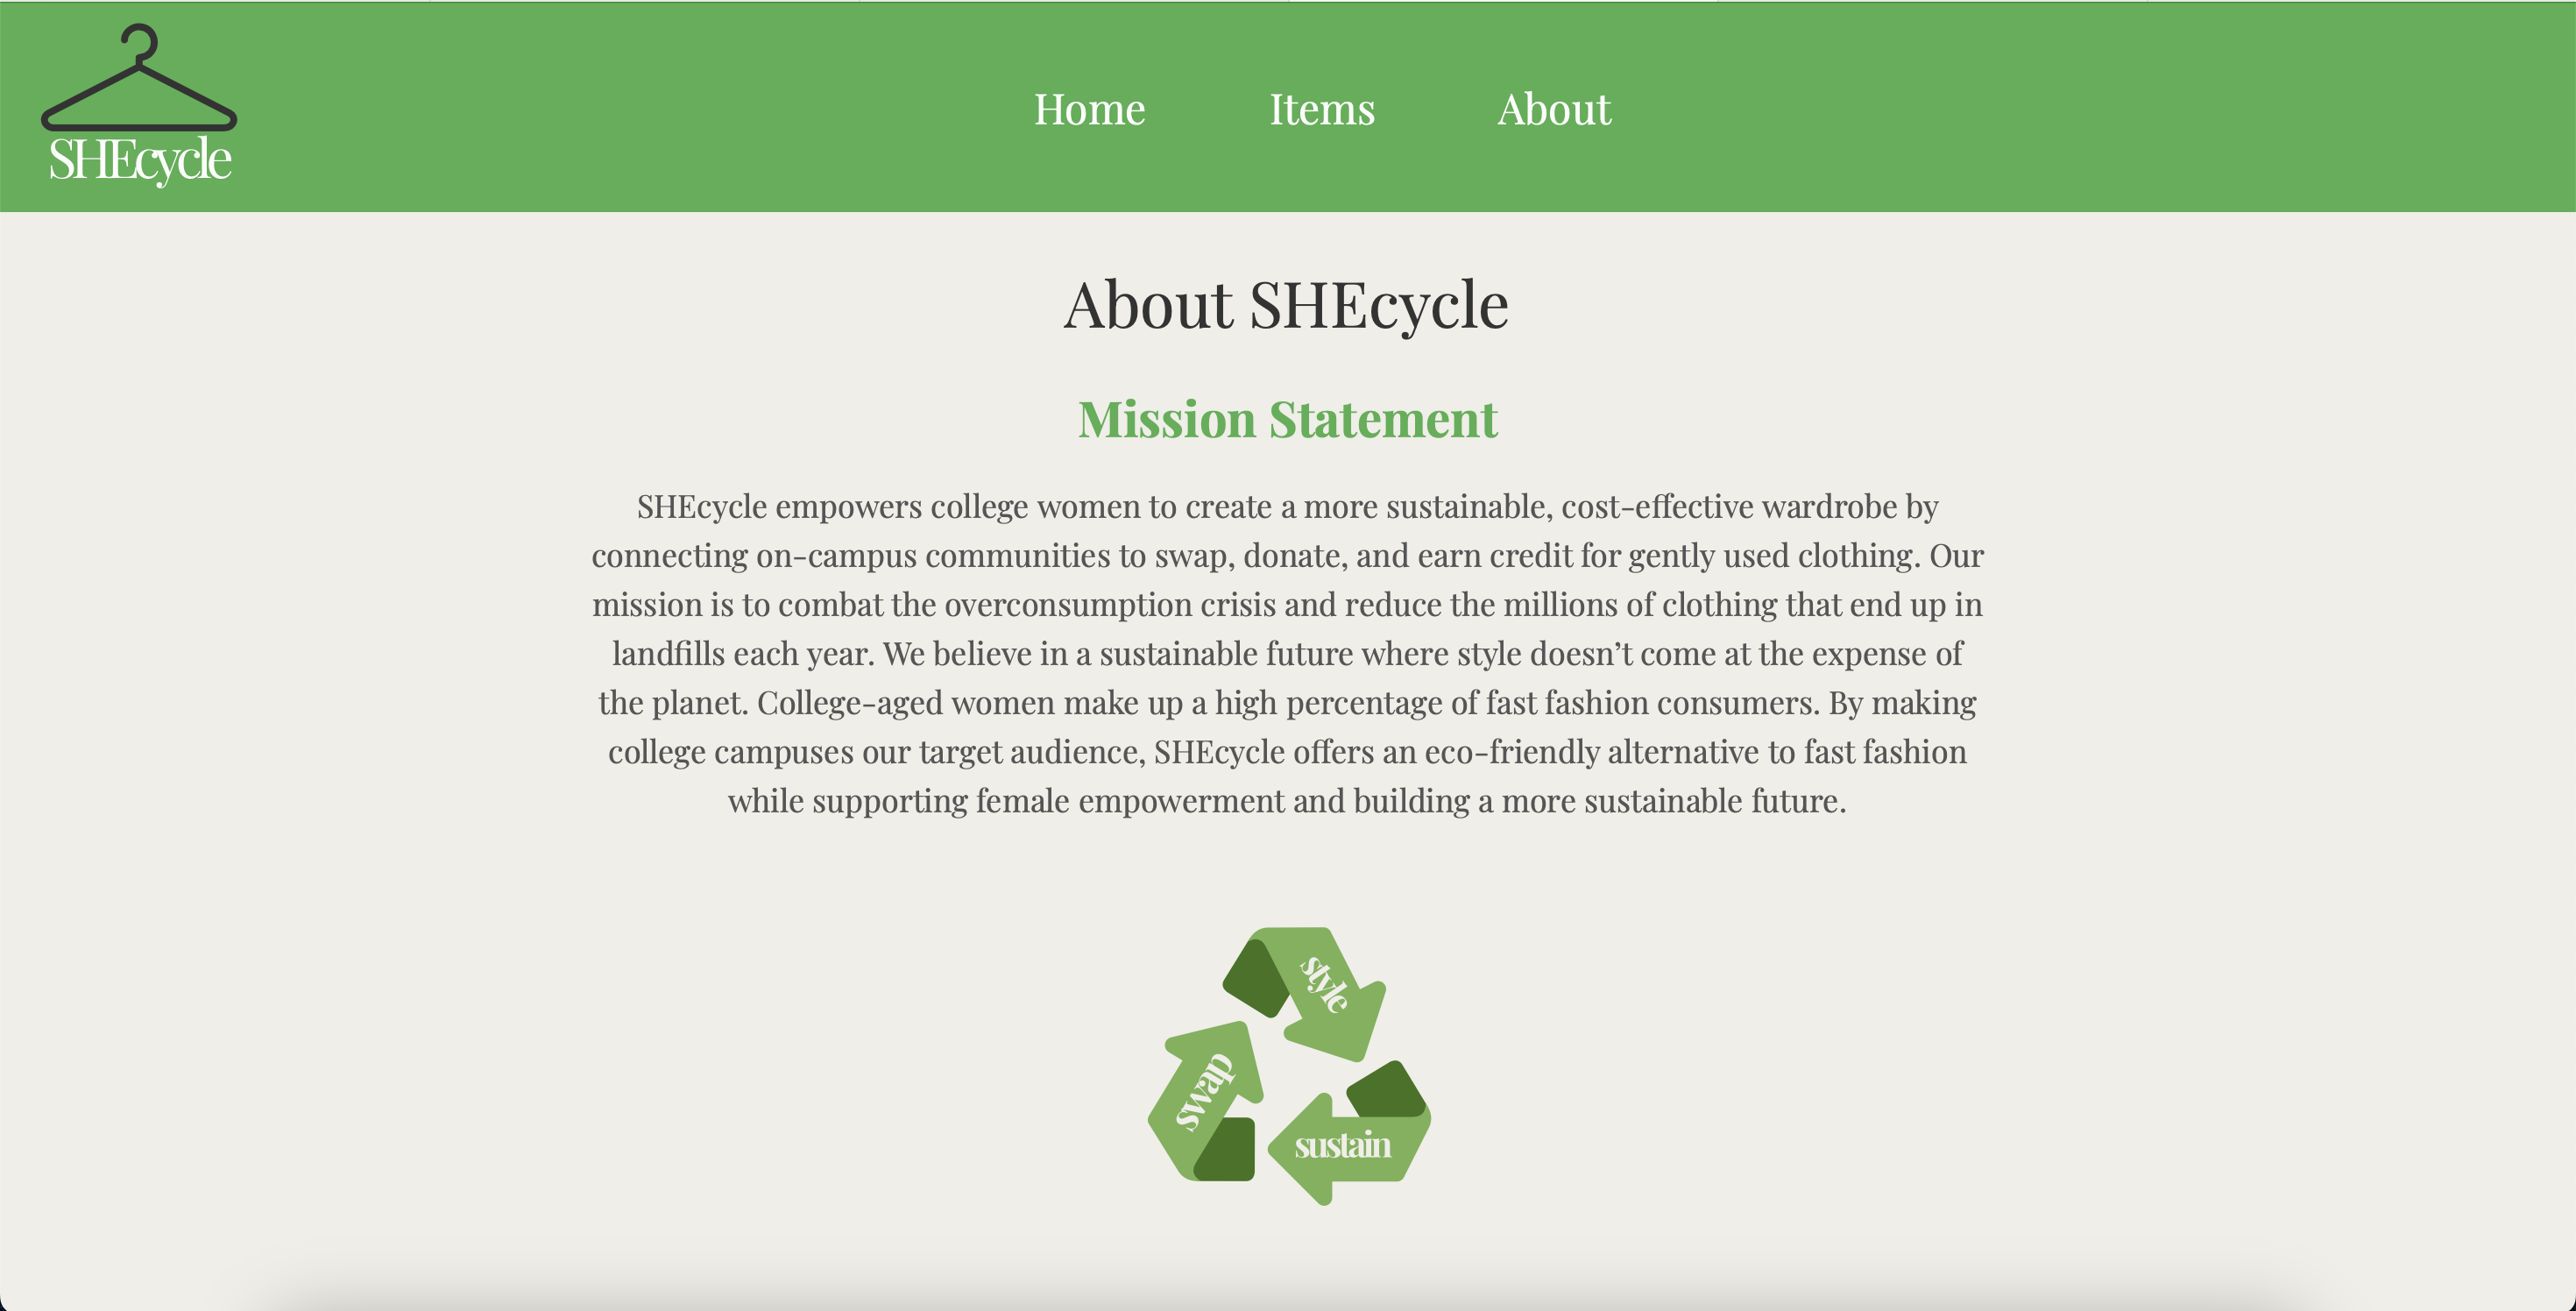 SHEcycle
Home Items About
About SHEcycle
Mission Statement
SHEcycle empowers college women to create a more sustainable, cost-effective wardrobe by
connecting on-campus communities to swap, donate, and earn credit for gently used clothing. Our
mission is to combat the overconsumption crisis and reduce the millions of clothing that end up in
landfills each year. We believe in a sustainable future where style doesn’t come at the expense of
the planet. College-aged women make up a high percentage of fast fashion consumers. By making
college campuses our target audience, SHEcycle offers an eco-friendly alternative to fast fashion
while supporting female empowerment and building a more sustainable future.
style
swap
sustain